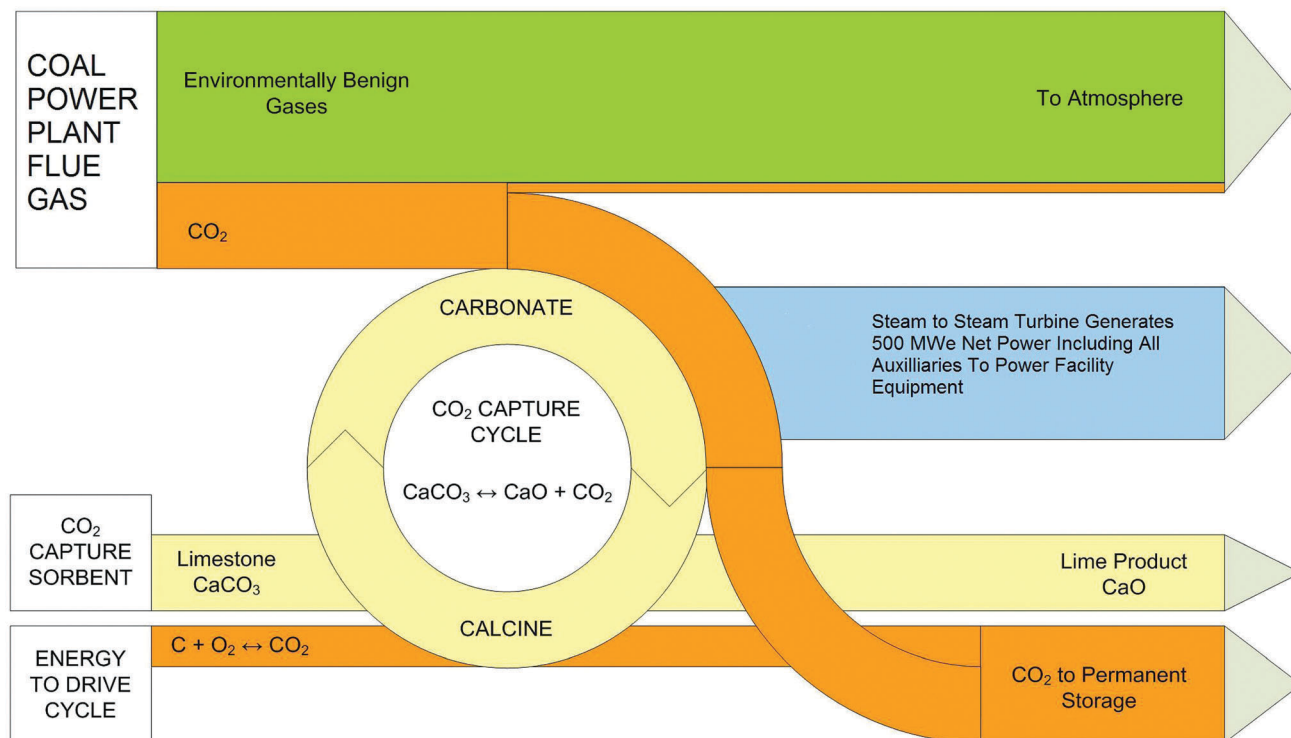 COAL
POWER
PLANT
FLUE
GAS
Environmentally Benign
Gases
To Atmosphere
CO₂
CARBONATE
Steam to Steam Turbine Generates
500 MWe Net Power Including All
Auxilliaries To Power Facility
Equipment
CO₂ CAPTURE
CYCLE
CaCO₃ ↔ CaO + CO₂
CO₂
CAPTURE
SORBENT
Limestone
CaCO₃
Lime Product
CaO
CALCINE
ENERGY
TO DRIVE
CYCLE
C + O₂ ↔ CO₂
CO₂ to Permanent
Storage